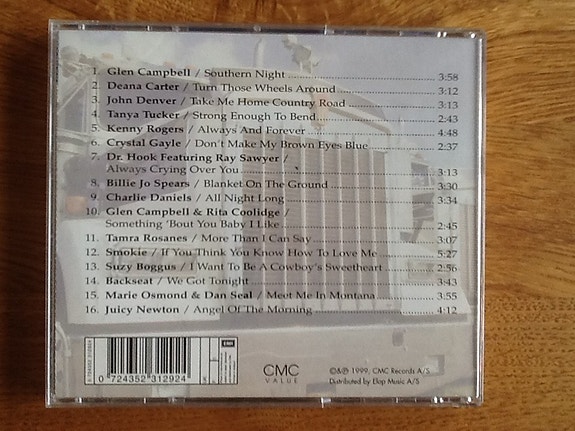 1. Glen Campbell / Southern Night 3:58
2. Deana Carter / Turn Those Wheels Around 3:12
3. John Denver / Take Me Home Country Road 3:13
4. Tanya Tucker / Strong Enough To Bend 2:43
5. Kenny Rogers / Always And Forever 4:48
6. Crystal Gayle / Don't Make My Brown Eyes Blue 2:37
7. Dr. Hook Featuring Ray Sawyer /
Always Crying Over You 3:13
8. Billie Jo Spears / Blanket On The Ground 3:30
9. Charlie Daniels / All Night Long 3:34
10. Glen Campbell & Rita Coolidge /
Something 'Bout You Baby I Like 2:45
11. Tamra Rosanes / More Than I Can Say 3:07
12. Smokie / If You Think You Know How To Love Me 5:27
13. Suzy Boggus / I Want To Be A Cowboy's Sweetheart 2:56
14. Backseat / We Got Tonight 3:43
15. Marie Osmond & Dan Seal / Meet Me In Montana 3:55
16. Juicy Newton / Angel Of The Morning 4:12
0 724352 312924
EMI
CMC
VALUE
©&℗ 1999, CMC Records A/S
Distributed by Elap Music A/S